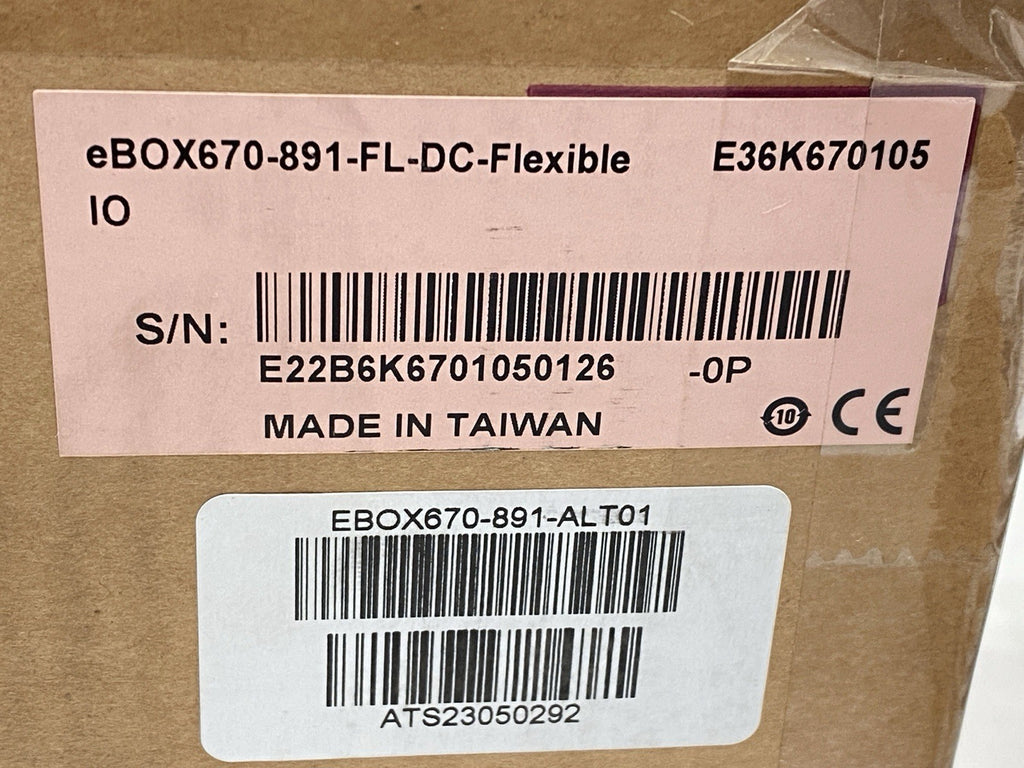 eBOX670-891-FL-DC-Flexible E36K670105
IO
S/N:
E22B6K6701050126 -0P
MADE IN TAIWAN 10 CE
EBOX670-891-ALT01
ATS23050292